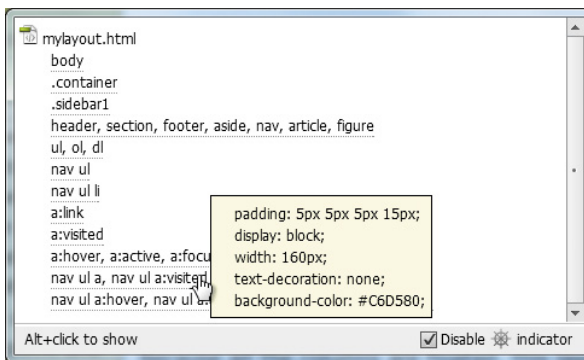 mylayout.html
body
.container
.sidebar1
header, section, footer, aside, nav, article, figure
ul, ol, dl
nav ul
nav ul li
a:link
a:visited
a:hover, a:active, a:focu
nav ul a, nav ul a:visited
nav ul a:hover, nav ul
padding: 5px 5px 5px 15px;
display: block;
width: 160px;
text-decoration: none;
background-color: #C6D580;
Alt+click to show
Disable indicator